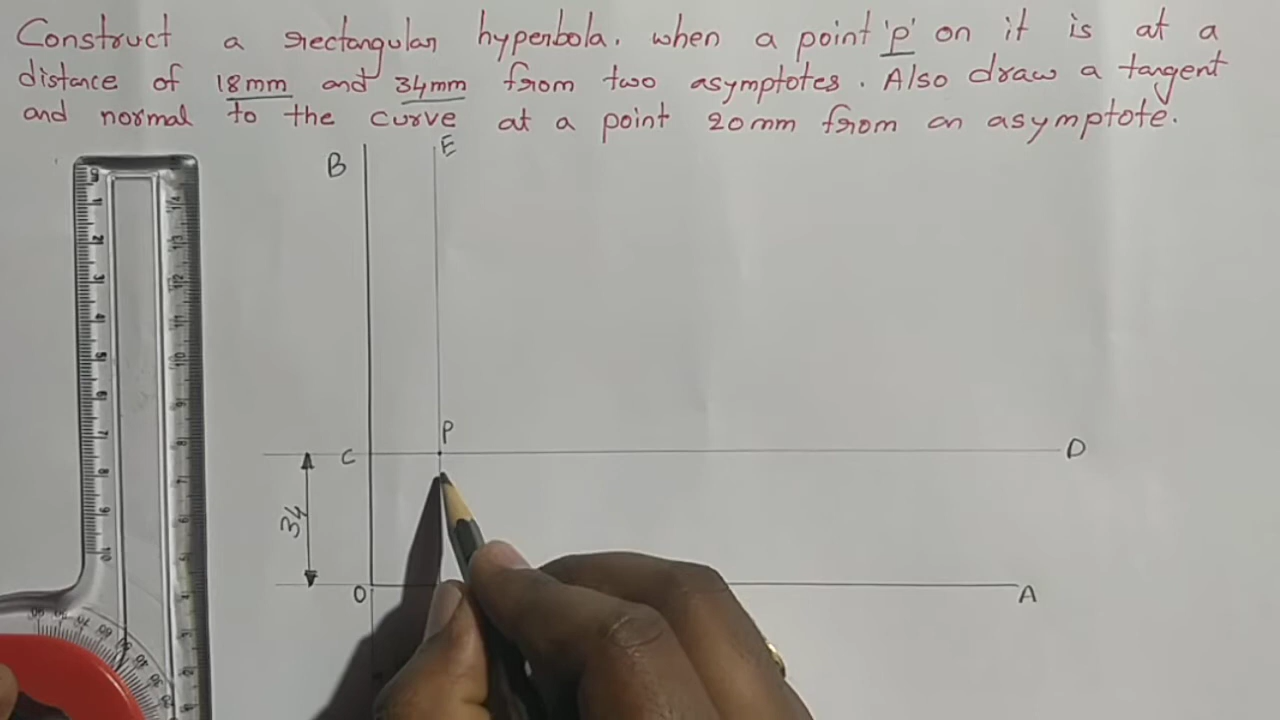 Construct a rectangular hyperbola. when a point 'p' on it is at a
distance of 18mm and 34mm from two asymptotes. Also draw a tangent
and normal to the curve at a point 20mm from an asymptote.
B
E
P
C
D
34
O
A